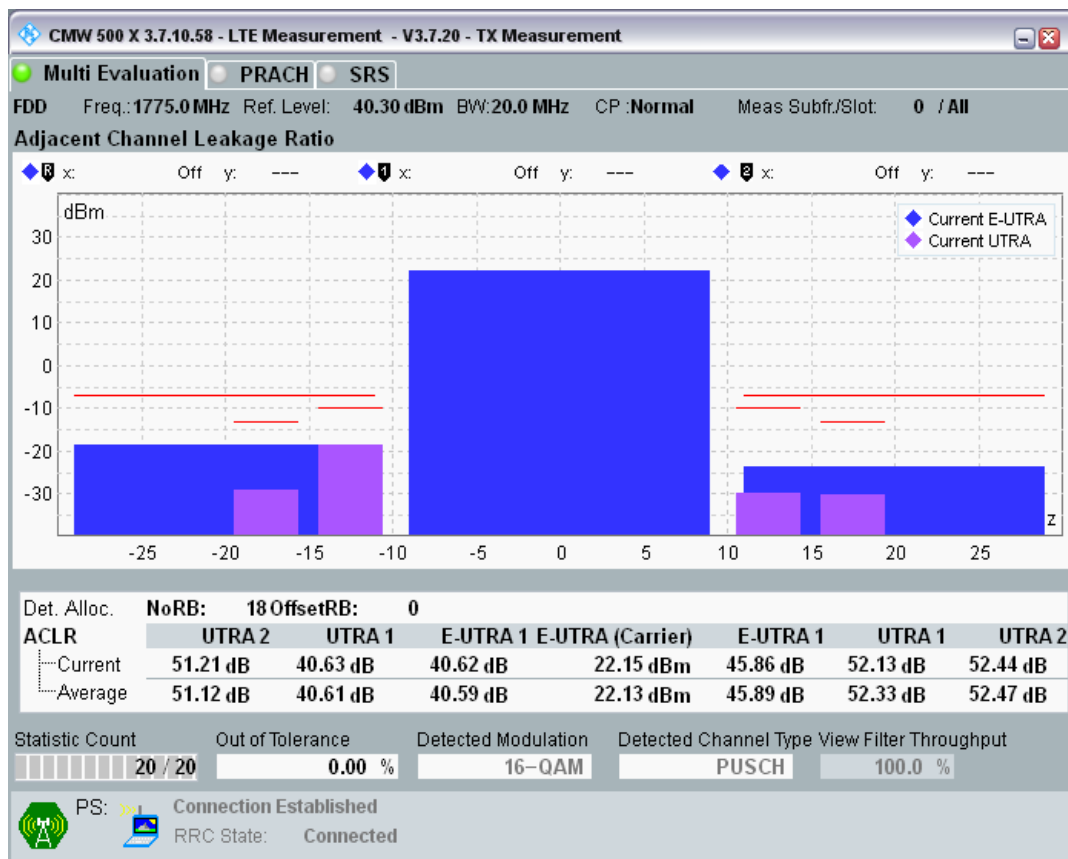 CMW 500 X 3.7.10.58 - LTE Measurement - V3.7.20 - TX Measurement
Multi Evaluation PRACH SRS
FDD Freq.:1775.0 MHz Ref. Level: 40.30 dBm BW:20.0 MHz CP :Normal Meas Subfr./Slot: 0 / All
Adjacent Channel Leakage Ratio
R x: Off y: --- 1 x: Off y: --- 2 x: Off y: ---
dBm
Current E-UTRA
Current UTRA
30
20
10
0
-10
-20
-30
z
-25 -20 -15 -10 -5 0 5 10 15 20 25
Det. Alloc. NoRB: 18 OffsetRB: 0
ACLR UTRA 2 UTRA 1 E-UTRA 1 E-UTRA (Carrier) E-UTRA 1 UTRA 1 UTRA 2
Current 51.21 dB 40.63 dB 40.62 dB 22.15 dBm 45.86 dB 52.13 dB 52.44 dB
Average 51.12 dB 40.61 dB 40.59 dB 22.13 dBm 45.89 dB 52.33 dB 52.47 dB
Statistic Count Out of Tolerance Detected Modulation Detected Channel Type View Filter Throughput
20 / 20 0.00 % 16-QAM PUSCH 100.0 %
PS: Connection Established
RRC State: Connected